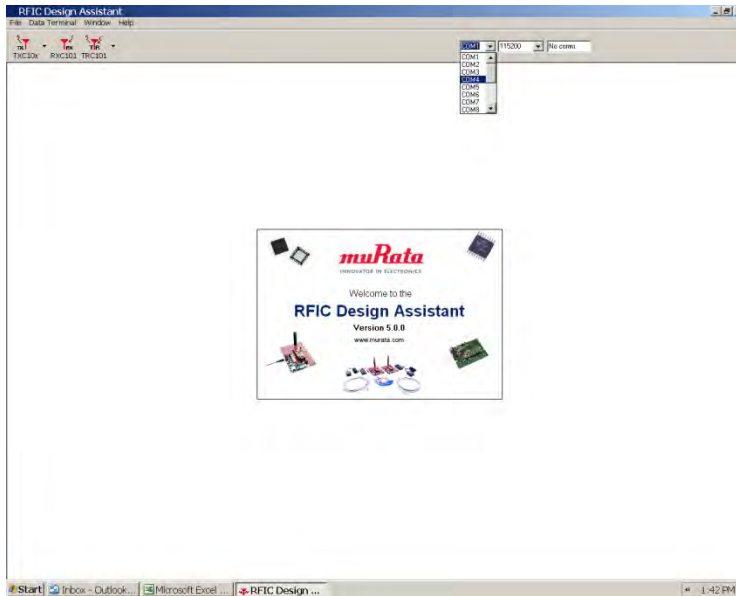 RFIC Design Assistant
File Data Terminal Window Help
TXC10x RXC101 TRC101
COM1 115200 No comm.
COM1
COM2
COM3
COM4
COM5
COM6
COM7
COM8
muRata
INNOVATOR IN ELECTRONICS
Welcome to the
RFIC Design Assistant
Version 5.0.0
www.murata.com
Start Inbox - Outlook... Microsoft Excel ... RFIC Design ... 1:42 PM